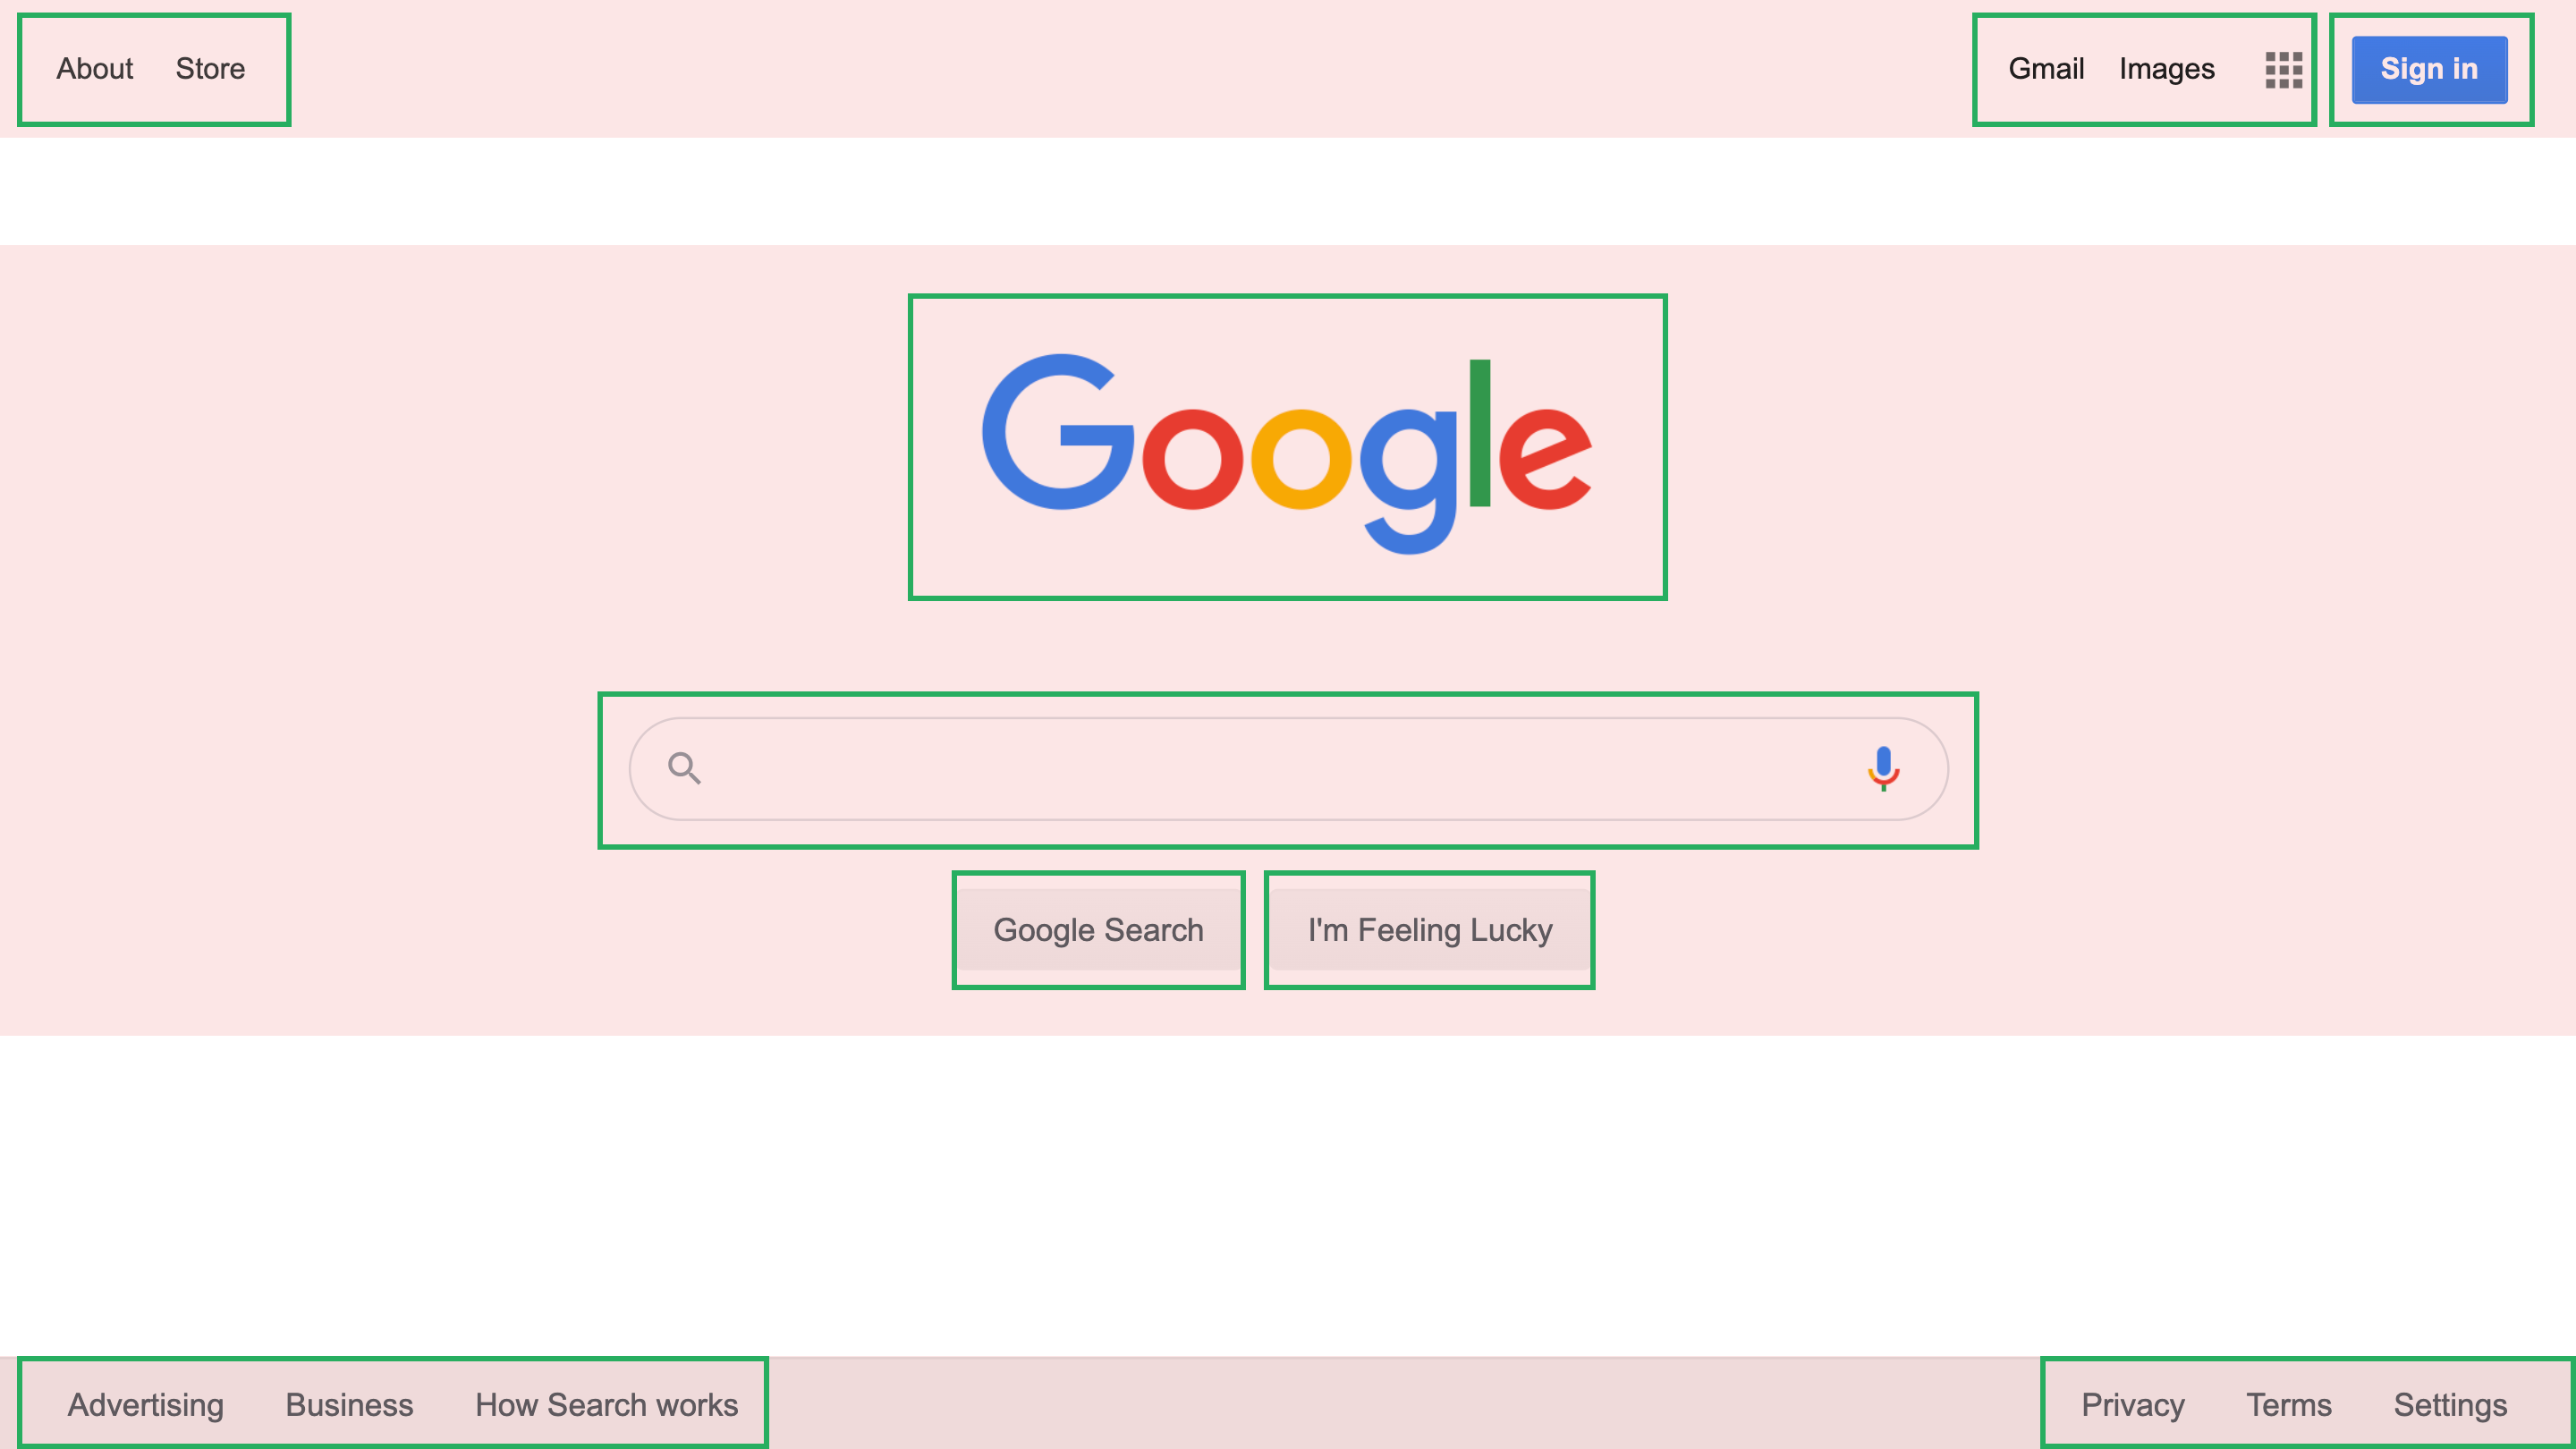 About Store Gmail Images Sign in
Google
Google Search I'm Feeling Lucky
Advertising Business How Search works Privacy Terms Settings